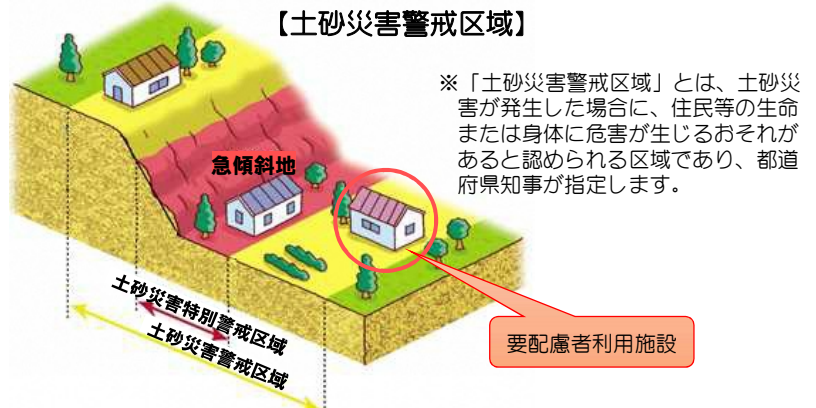 【土砂災害警戒区域】
※「土砂災害警戒区域」とは、土砂災
害が発生した場合に、住民等の生命
または身体に危害が生じるおそれが
あると認められる区域であり、都道
府県知事が指定します。
急傾斜地
土砂災害特別警戒区域
土砂災害警戒区域
要配慮者利用施設